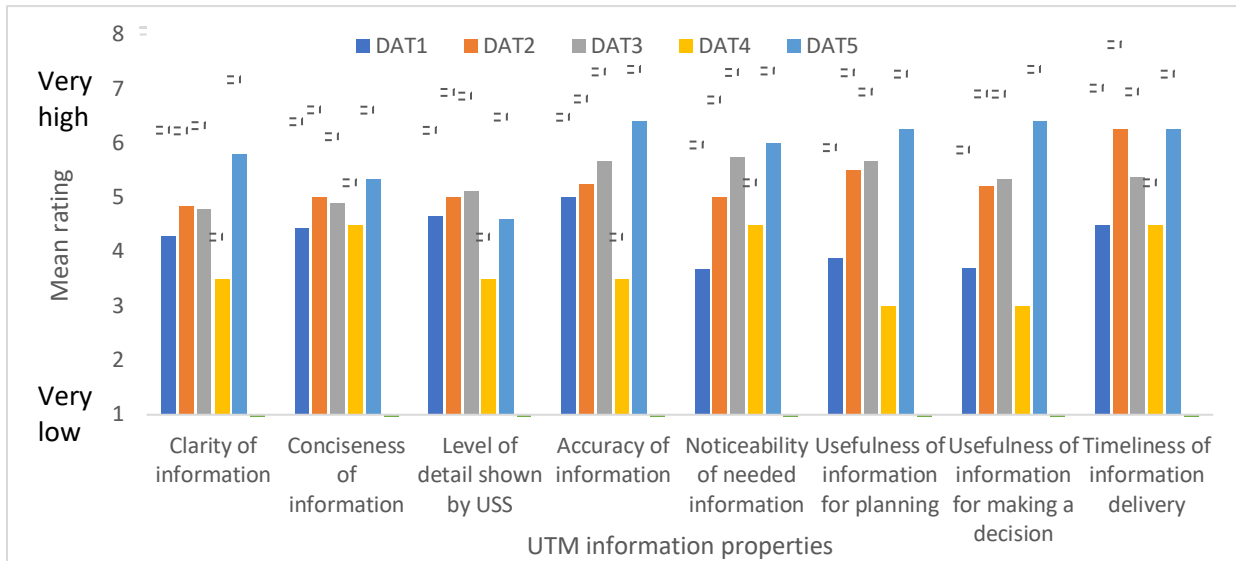 8
DAT1 DAT2 DAT3 DAT4 DAT5
Very
high
7
6
5
Mean rating
4
3
2
Very
low
1
Clarity of
information
Conciseness
of
information
Level of
detail shown
by USS
Accuracy of
information
Noticeability
of needed
information
Usefulness of
information
for planning
Usefulness of
information
for making a
decision
Timeliness of
information
delivery
UTM information properties